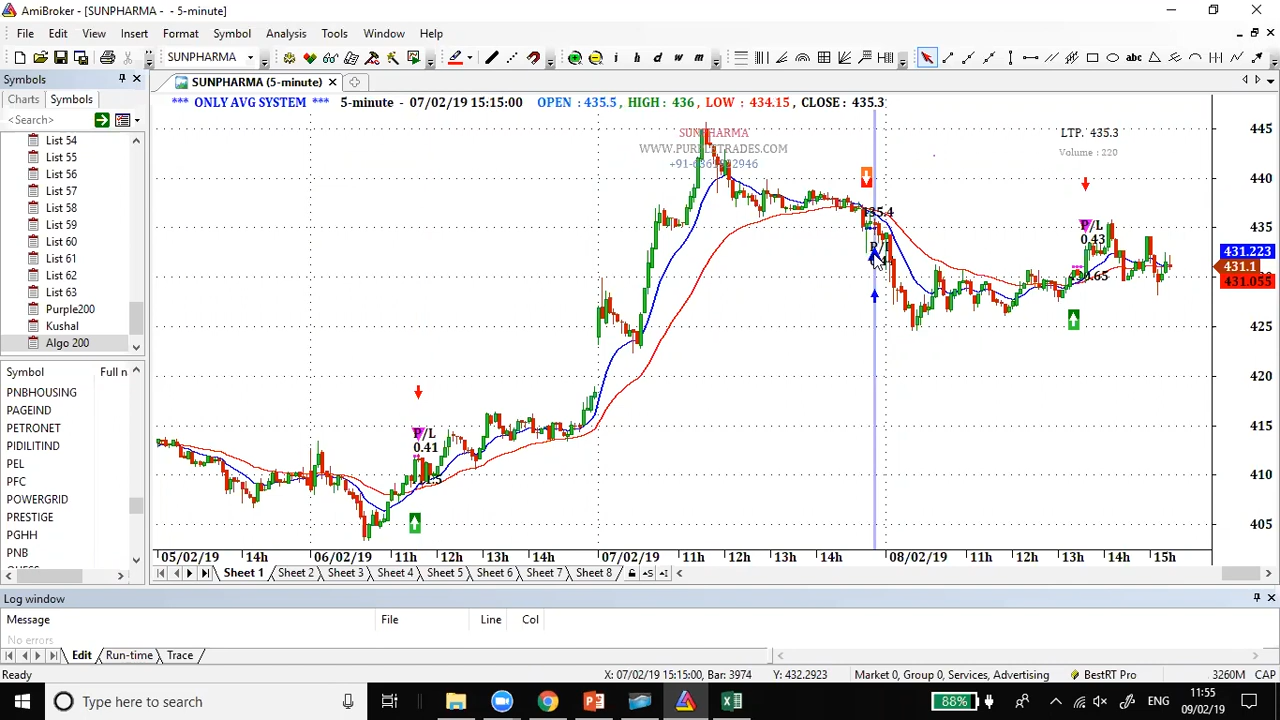 AmiBroker - [SUNPHARMA - - 5-minute]
File Edit View Insert Format Symbol Analysis Tools Window Help
SUNPHARMA
i h d w m
abc
Symbols
SUNPHARMA (5-minute)
Charts Symbols
<Search>
List 54
List 55
List 56
List 57
List 58
List 59
List 60
List 61
List 62
List 63
Purple200
Kushal
Algo 200
Symbol Full n
PNBHOUSING
PAGEIND
PETRONET
PIDILITIND
PEL
PFC
POWERGRID
PRESTIGE
PGHH
PNB
*** ONLY AVG SYSTEM *** 5-minute - 07/02/19 15:15:00 OPEN : 435.5, HIGH : 436, LOW : 434.15, CLOSE : 435.3
SUNPHARMA
LTP. 435.3
Volume : 220
445
440
435
431.223
431.1
431.055
425
420
415
410
405
P/L
0.41
P/L
P/L
0.43
05/02/19 14h 06/02/19 11h 12h 13h 14h 07/02/19 11h 12h 13h 14h 08/02/19 11h 12h 13h 14h 15h
Sheet 1 Sheet 2 Sheet 3 Sheet 4 Sheet 5 Sheet 6 Sheet 7 Sheet 8
Log window
Message File Line Col
No errors
Edit Run-time Trace
Ready X: 07/02/19 15:15:00, Bar: 3974 Y: 432.2923 Market 0, Group 0, Services, Advertising BestRT Pro 3260M CAP
Type here to search
88%
ENG
11:55
09/02/19